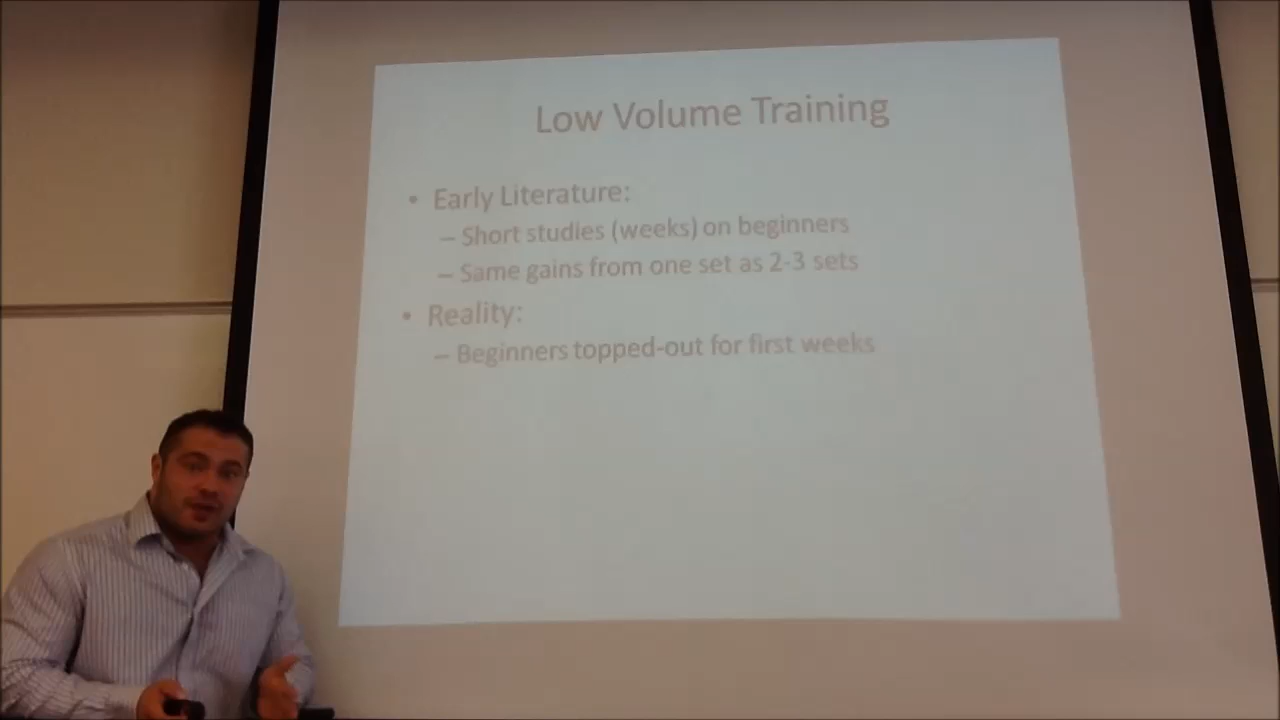 Low Volume Training
• Early Literature:
– Short studies (weeks) on beginners
– Same gains from one set as 2-3 sets
• Reality:
– Beginners topped-out for first weeks